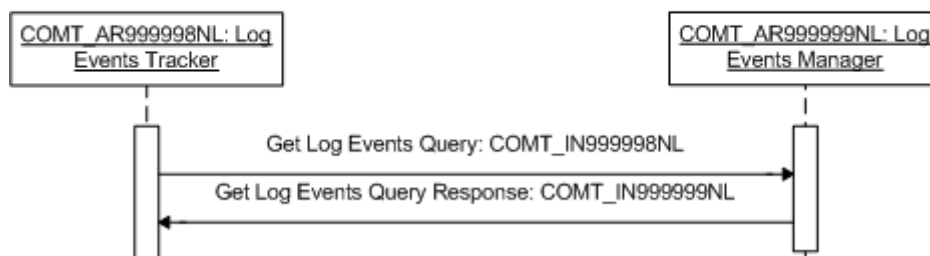 COMT_AR999998NL: Log
Events Tracker
COMT_AR999999NL: Log
Events Manager
Get Log Events Query: COMT_IN999998NL
Get Log Events Query Response: COMT_IN999999NL